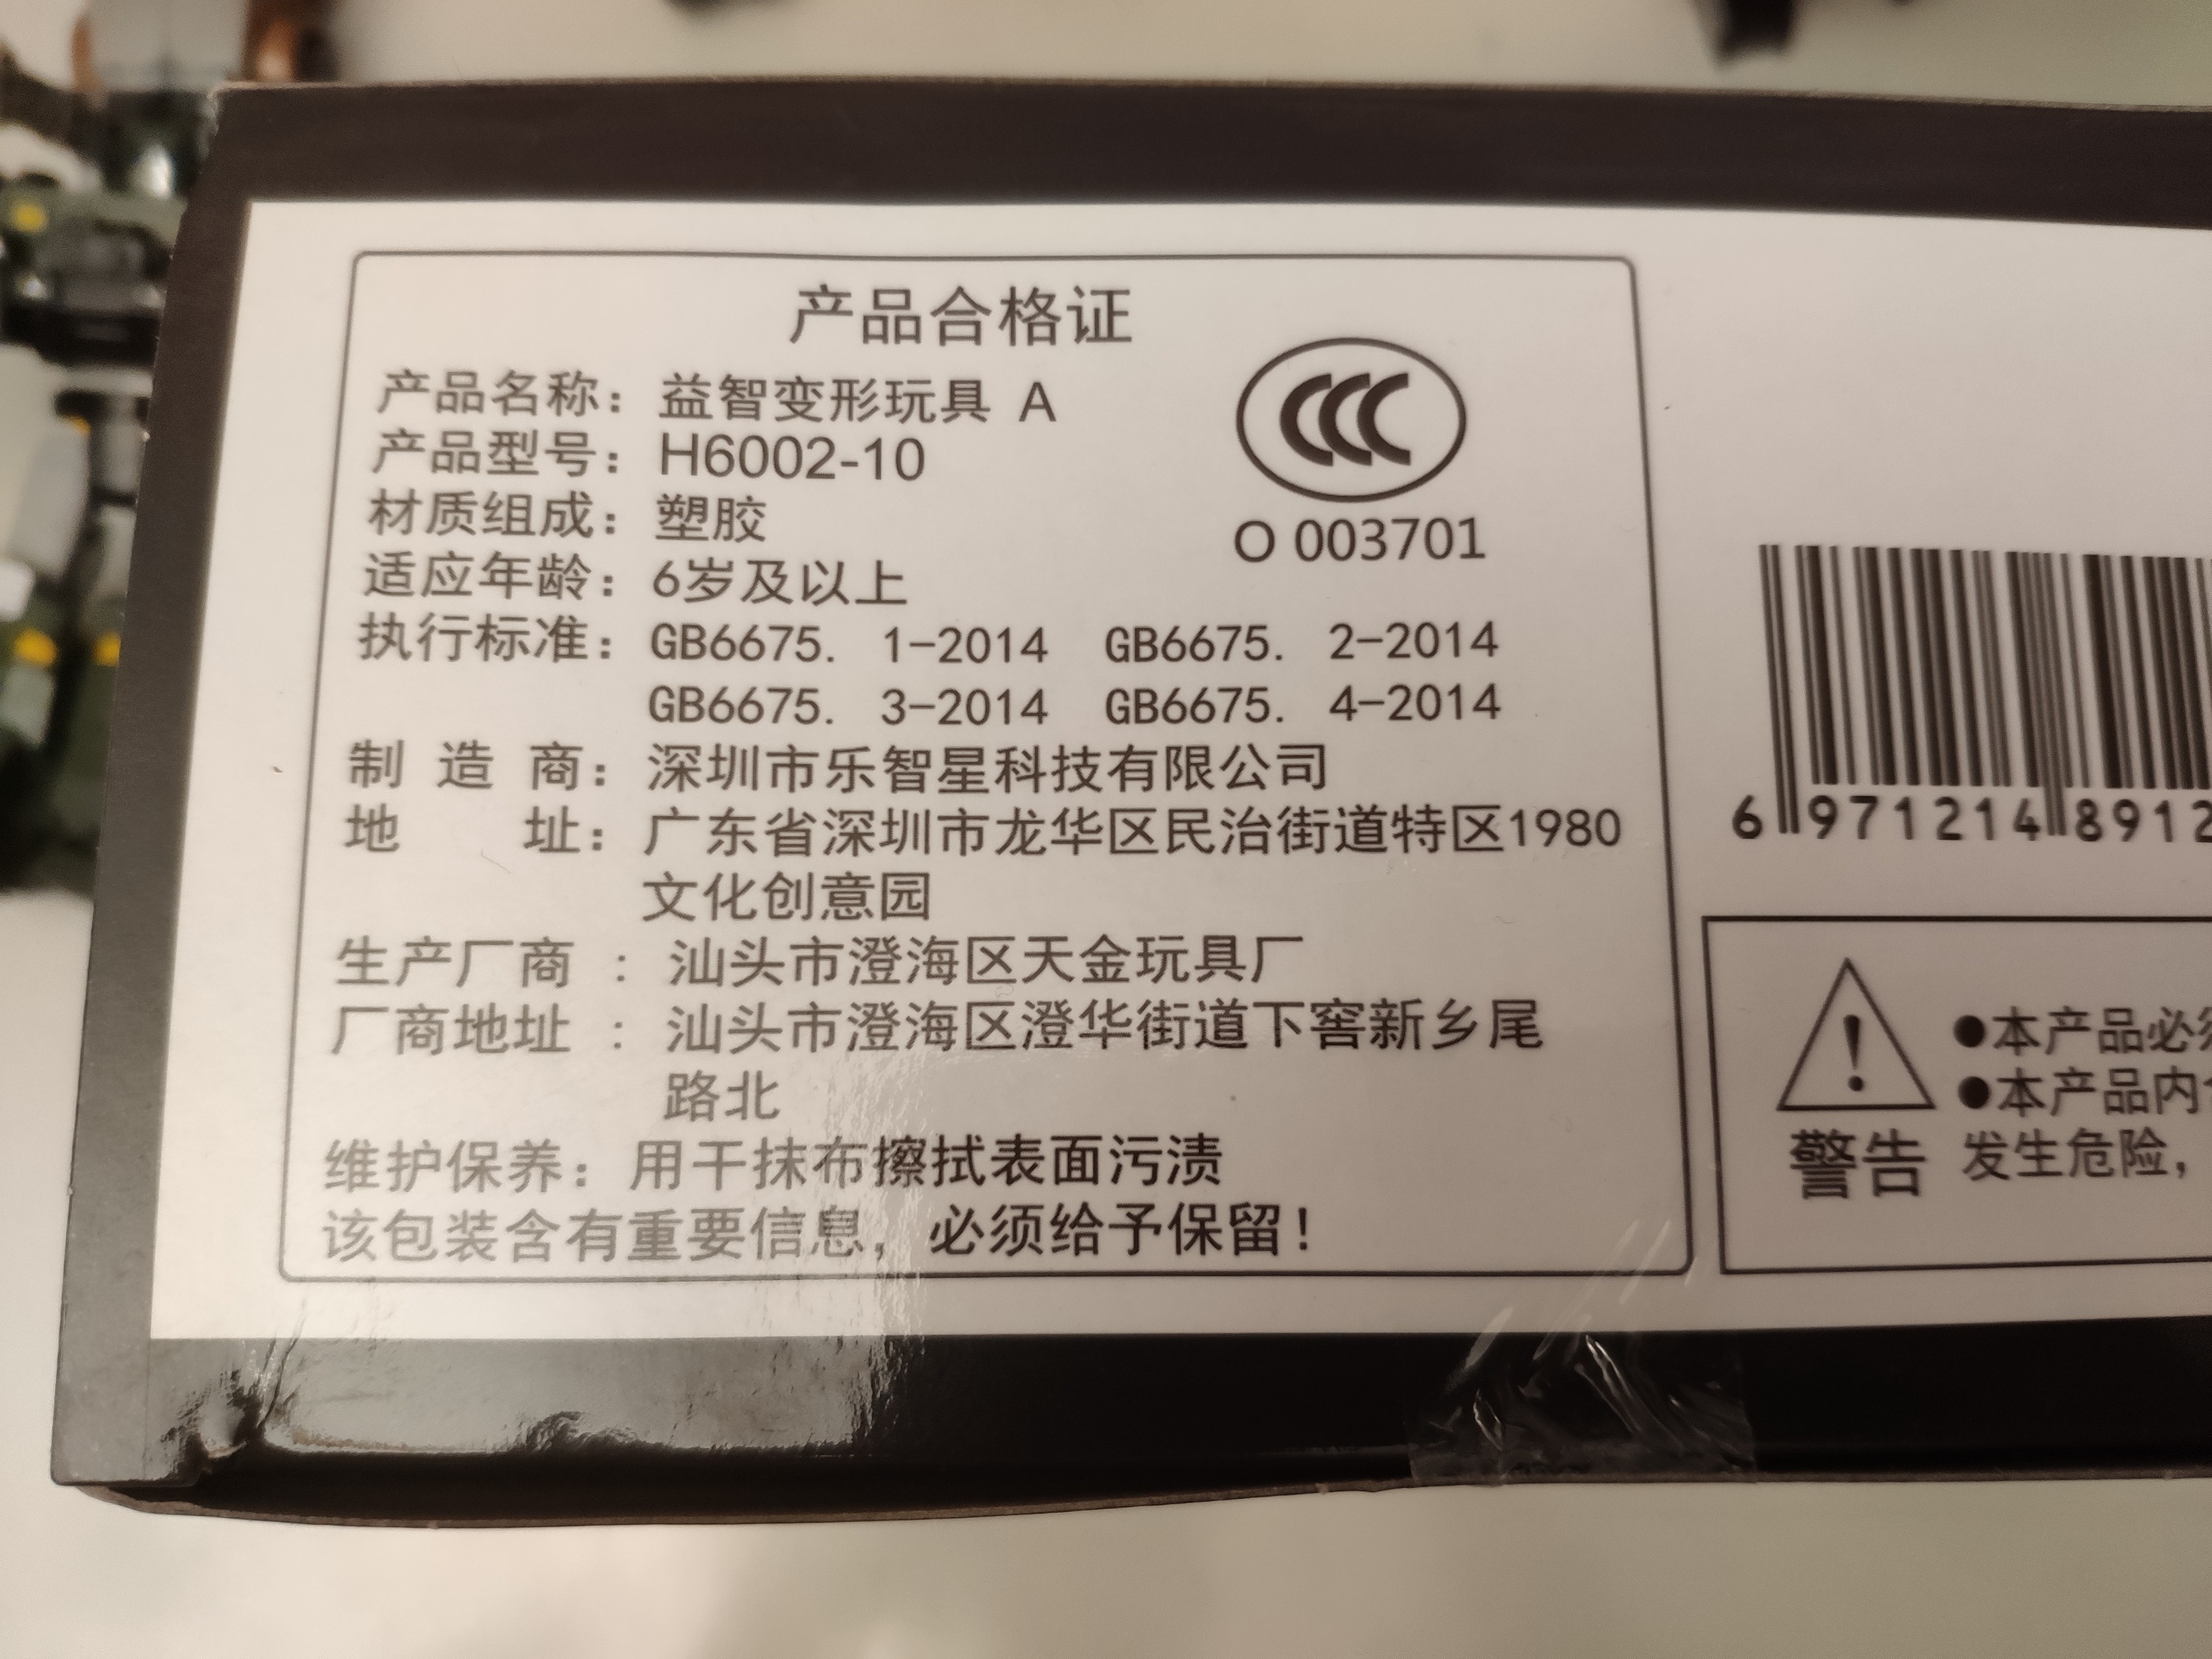 产品合格证
产品名称：益智变形玩具 A
产品型号：H6002-10
材质组成：塑胶
适应年龄：6岁及以上
执行标准：GB6675. 1-2014 GB6675. 2-2014
GB6675. 3-2014 GB6675. 4-2014
制 造 商：深圳市乐智星科技有限公司
地 址：广东省深圳市龙华区民治街道特区1980
文化创意园
生产厂商 ：汕头市澄海区天金玩具厂
厂商地址 ：汕头市澄海区澄华街道下窖新乡尾
路北
维护保养：用干抹布擦拭表面污渍
该包装含有重要信息，必须给予保留！
CCC
O 003701
6 971214 8912
警告
●本产品必须
●本产品内
发生危险，